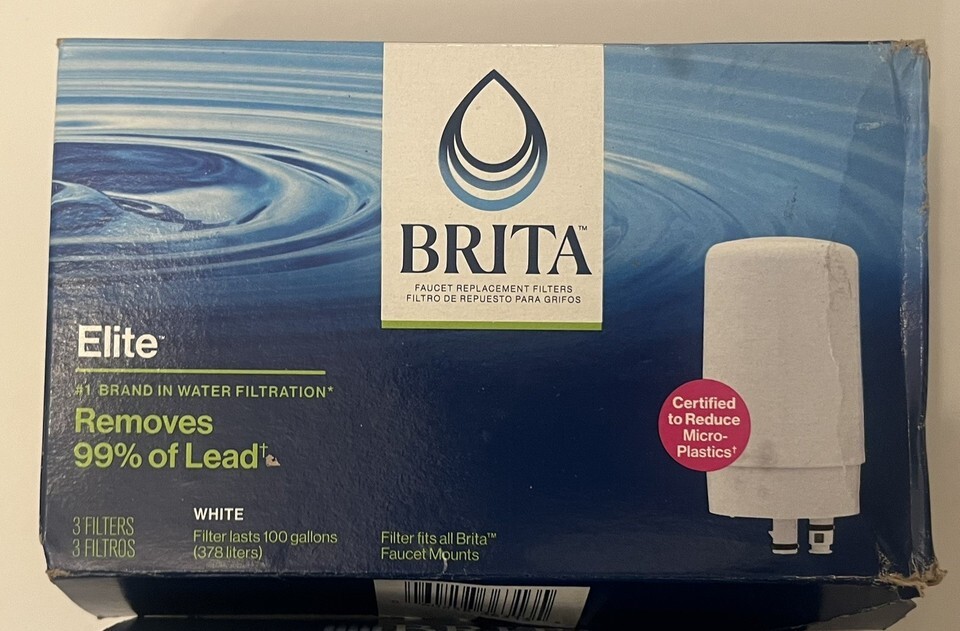 BRITA™
FAUCET REPLACEMENT FILTERS
FILTRO DE REPUESTO PARA GRIFOS
Elite™
#1 BRAND IN WATER FILTRATION*
Removes
99% of Lead†
Certified
to Reduce
Micro-
Plastics†
3 FILTERS
3 FILTROS
WHITE
Filter lasts 100 gallons
(378 liters)
Filter fits all Brita™
Faucet Mounts
BRITA